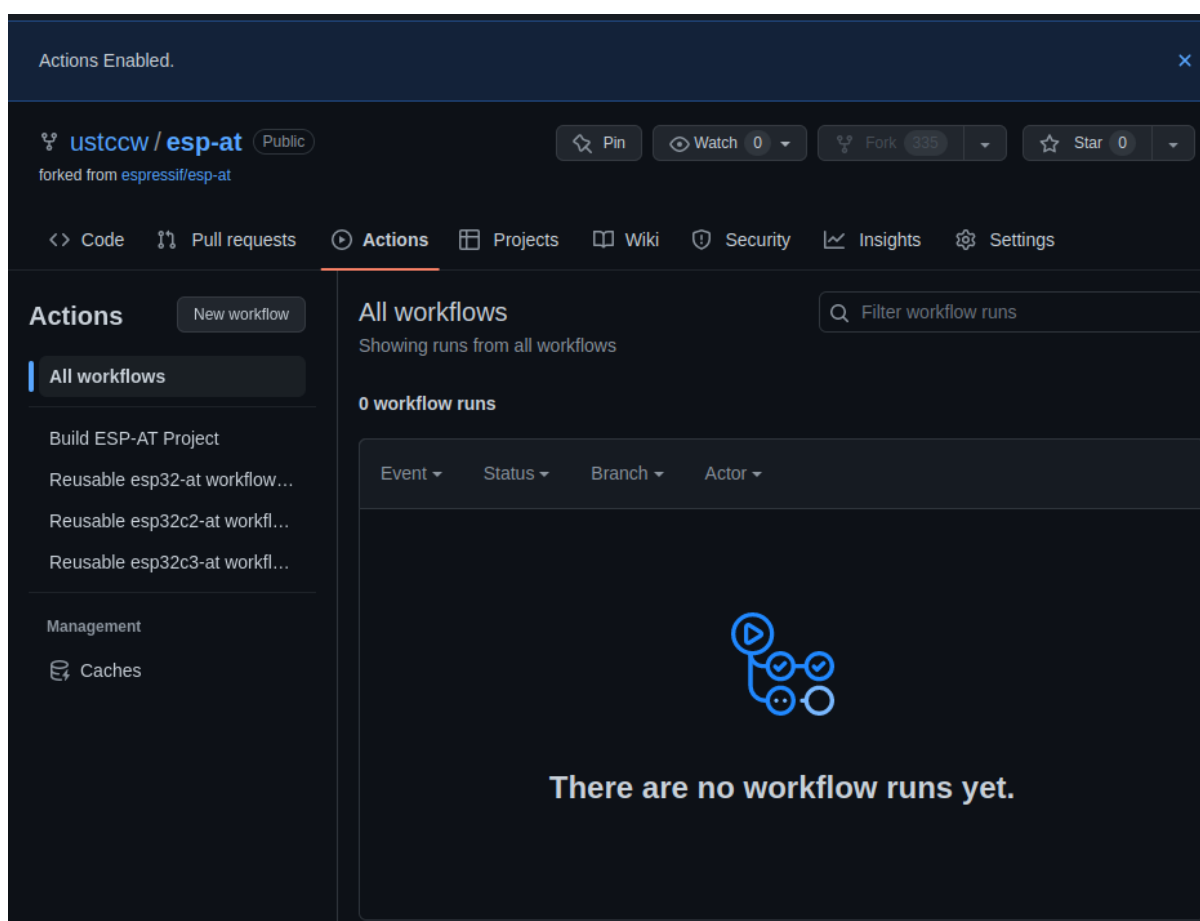 Actions Enabled.
ustccw / esp-at Public
Pin
Watch 0
Fork 335
Star 0
forked from espressif/esp-at
Code
Pull requests
Actions
Projects
Wiki
Security
Insights
Settings
Actions
New workflow
All workflows
Build ESP-AT Project
Reusable esp32-at workflow...
Reusable esp32c2-at workfl...
Reusable esp32c3-at workfl...
Management
Caches
All workflows
Showing runs from all workflows
Filter workflow runs
0 workflow runs
Event
Status
Branch
Actor
There are no workflow runs yet.